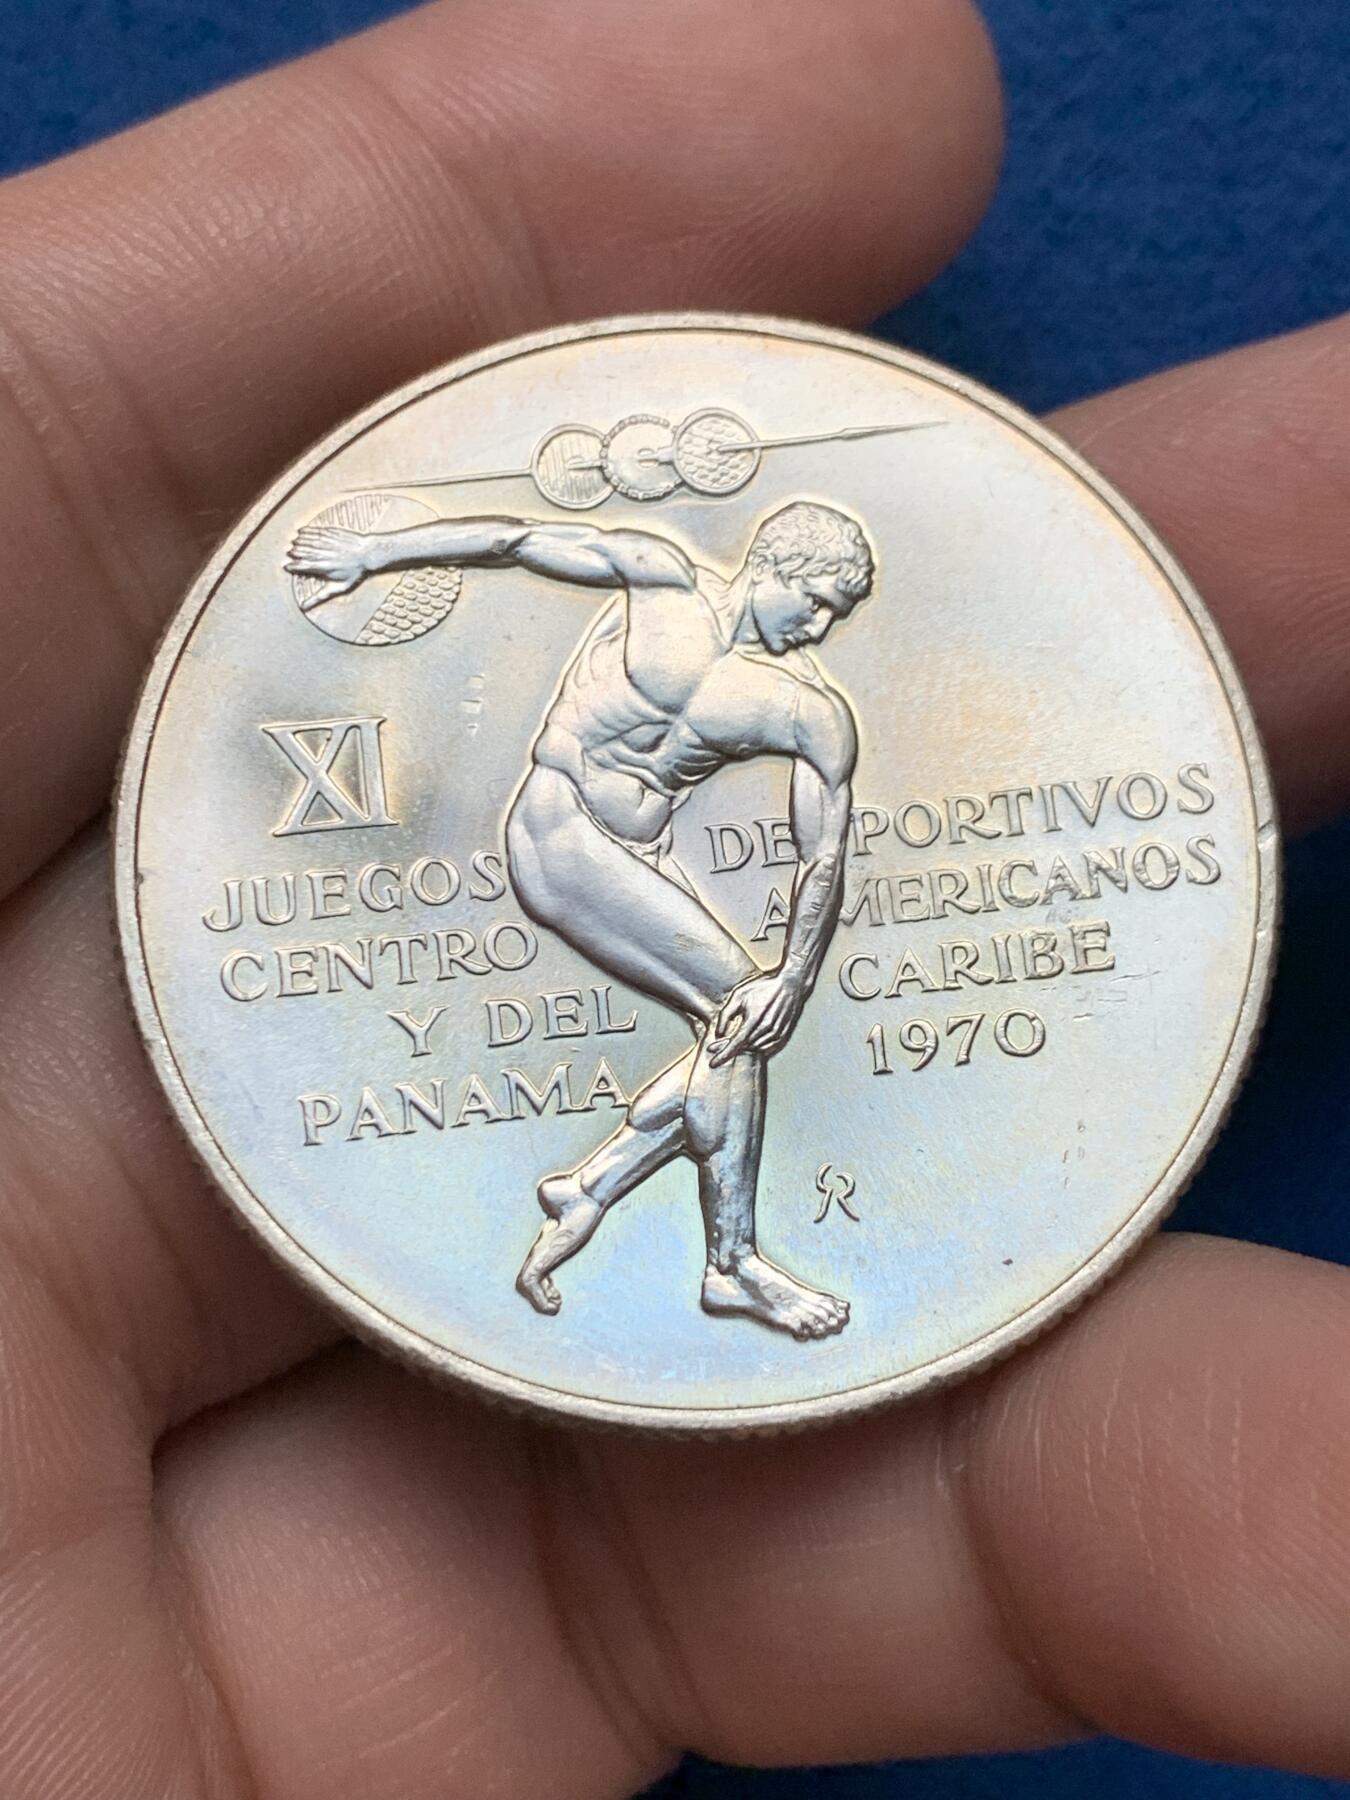 XI
JUEGOS DEPORTIVOS
CENTRO AMERICANOS
Y DEL CARIBE
PANAMA 1970